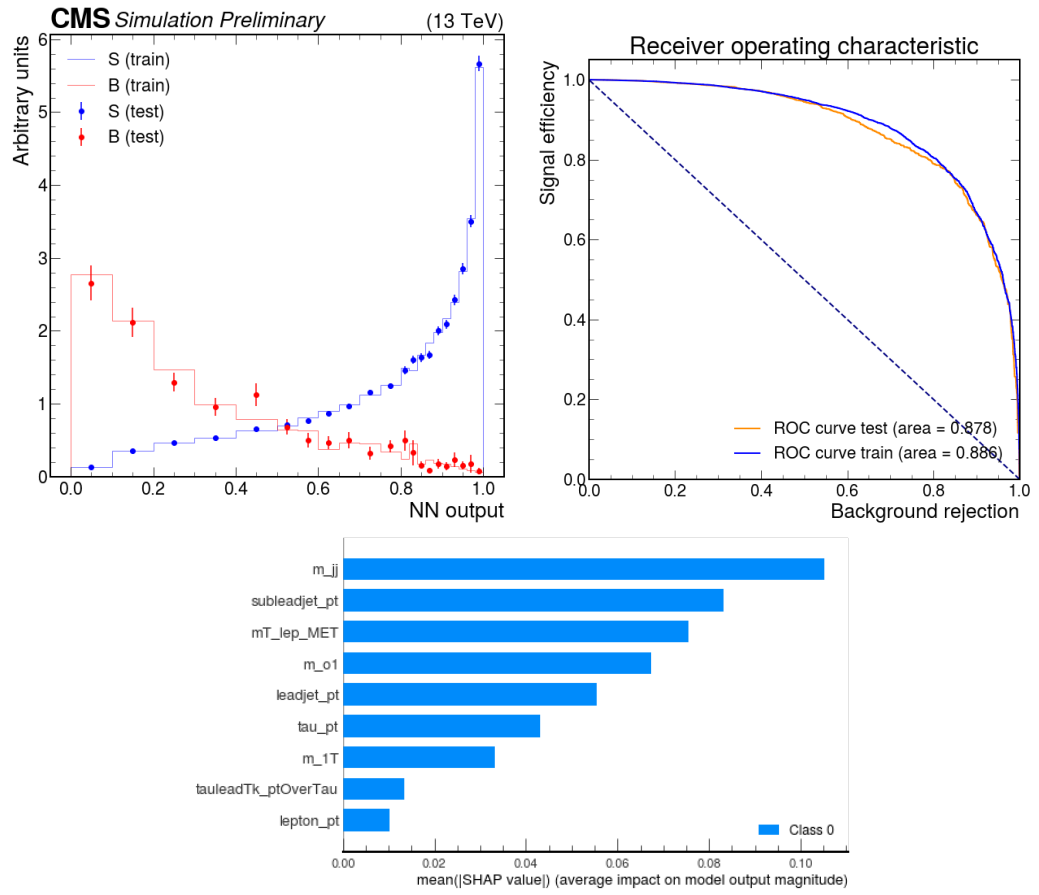 CMS Simulation Preliminary (13 TeV)
Arbitrary units
6
5
4
3
2
1
0
S (train)
B (train)
S (test)
B (test)
0.0 0.2 0.4 0.6 0.8 1.0
NN output
Receiver operating characteristic
Signal efficiency
1.0
0.8
0.6
0.4
0.2
0.0
ROC curve test (area = 0.878)
ROC curve train (area = 0.886)
0.0 0.2 0.4 0.6 0.8 1.0
Background rejection
m_jj
subleadjet_pt
mT_lep_MET
m_o1
leadjet_pt
tau_pt
m_1T
tauleadTk_ptOverTau
lepton_pt
Class 0
0.00 0.02 0.04 0.06 0.08 0.10
mean(|SHAP value|) (average impact on model output magnitude)